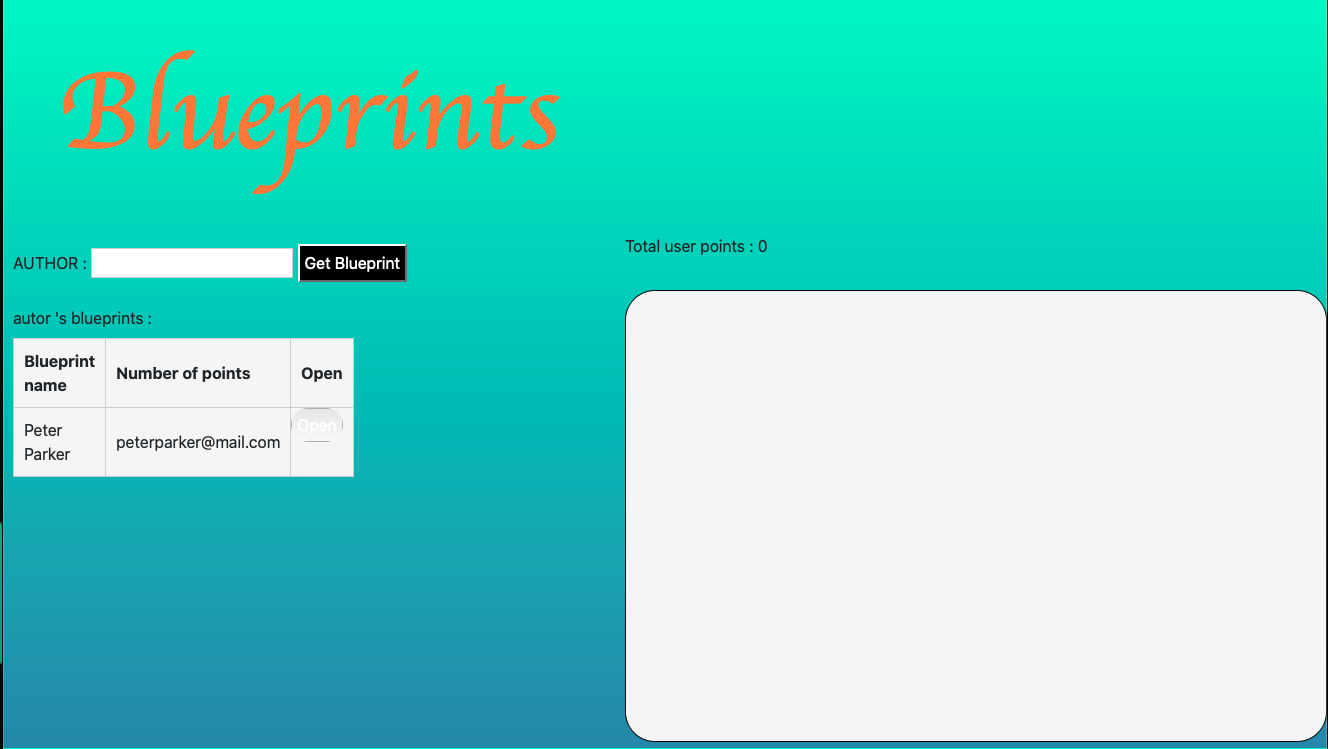 Blueprints
AUTHOR :
Get Blueprint
Total user points : 0
autor 's blueprints :
Blueprint
name
Number of points
Open
Peter
Parker
peterparker@mail.com
Open